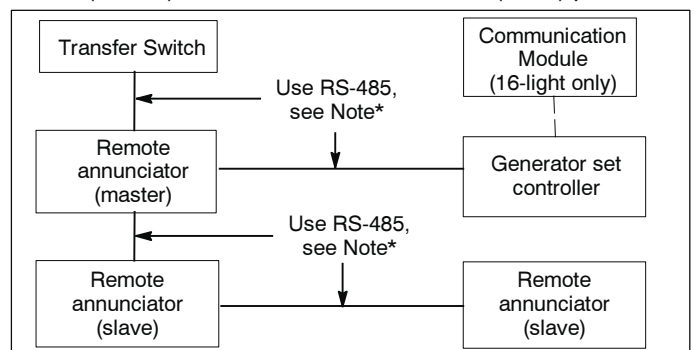 Transfer Switch
Communication
Module
(16-light only)
Use RS-485,
see Note*
Remote
annunciator
(master)
Generator set
controller
Use RS-485,
see Note*
Remote
annunciator
(slave)
Remote
annunciator
(slave)